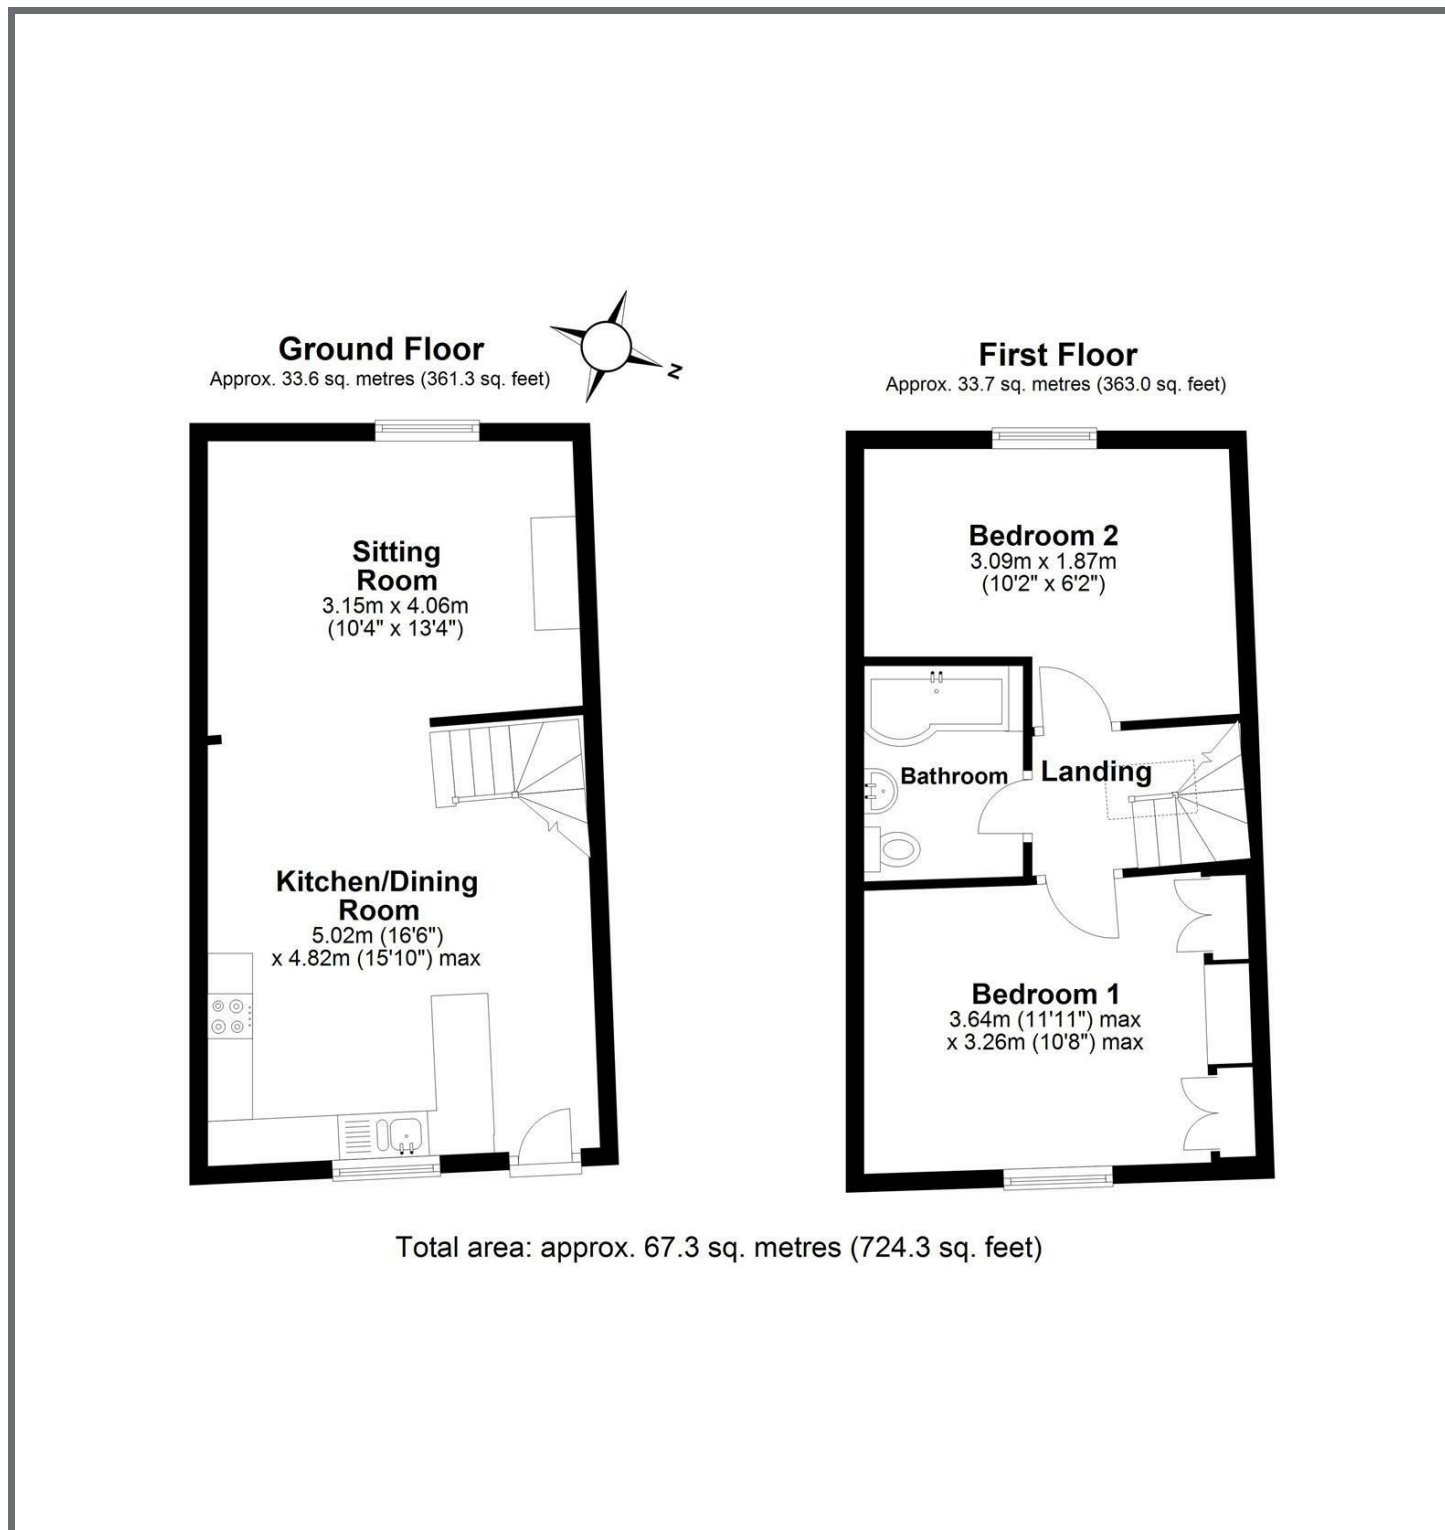 Ground Floor
Approx. 33.6 sq. metres (361.3 sq. feet)
N
Sitting
Room
3.15m x 4.06m
(10'4" x 13'4")
Kitchen/Dining
Room
5.02m (16'6")
x 4.82m (15'10") max
First Floor
Approx. 33.7 sq. metres (363.0 sq. feet)
Bedroom 2
3.09m x 1.87m
(10'2" x 6'2")
Bathroom
Landing
Bedroom 1
3.64m (11'11") max
x 3.26m (10'8") max
Total area: approx. 67.3 sq. metres (724.3 sq. feet)